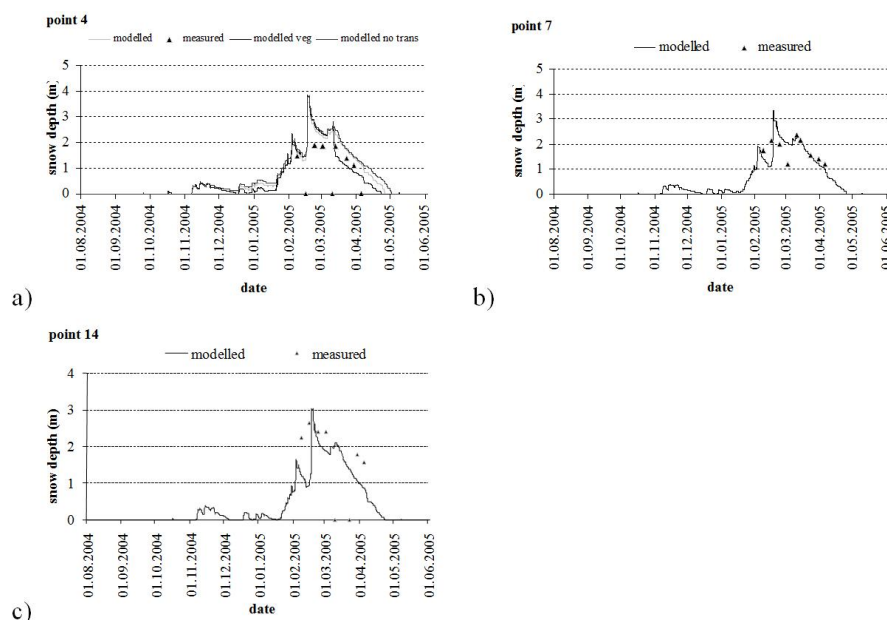 point 4
modelled measured modelled veg modelled no trans
5
4
3
2
1
0
snow depth (m
01.08.2004 01.09.2004 01.10.2004 01.11.2004 01.12.2004 01.01.2005 01.02.2005 01.03.2005 01.04.2005 01.05.2005 01.06.2005
date
a)
point 7
modelled measured
5
4
3
2
1
0
snow depth (m
01.08.2004 01.09.2004 01.10.2004 01.11.2004 01.12.2004 01.01.2005 01.02.2005 01.03.2005 01.04.2005 01.05.2005 01.06.2005
date
b)
point 14
modelled measured
4
3
2
1
0
snow depth (m)
01.08.2004 01.09.2004 01.10.2004 01.11.2004 01.12.2004 01.01.2005 01.02.2005 01.03.2005 01.04.2005 01.05.2005 01.06.2005
date
c)